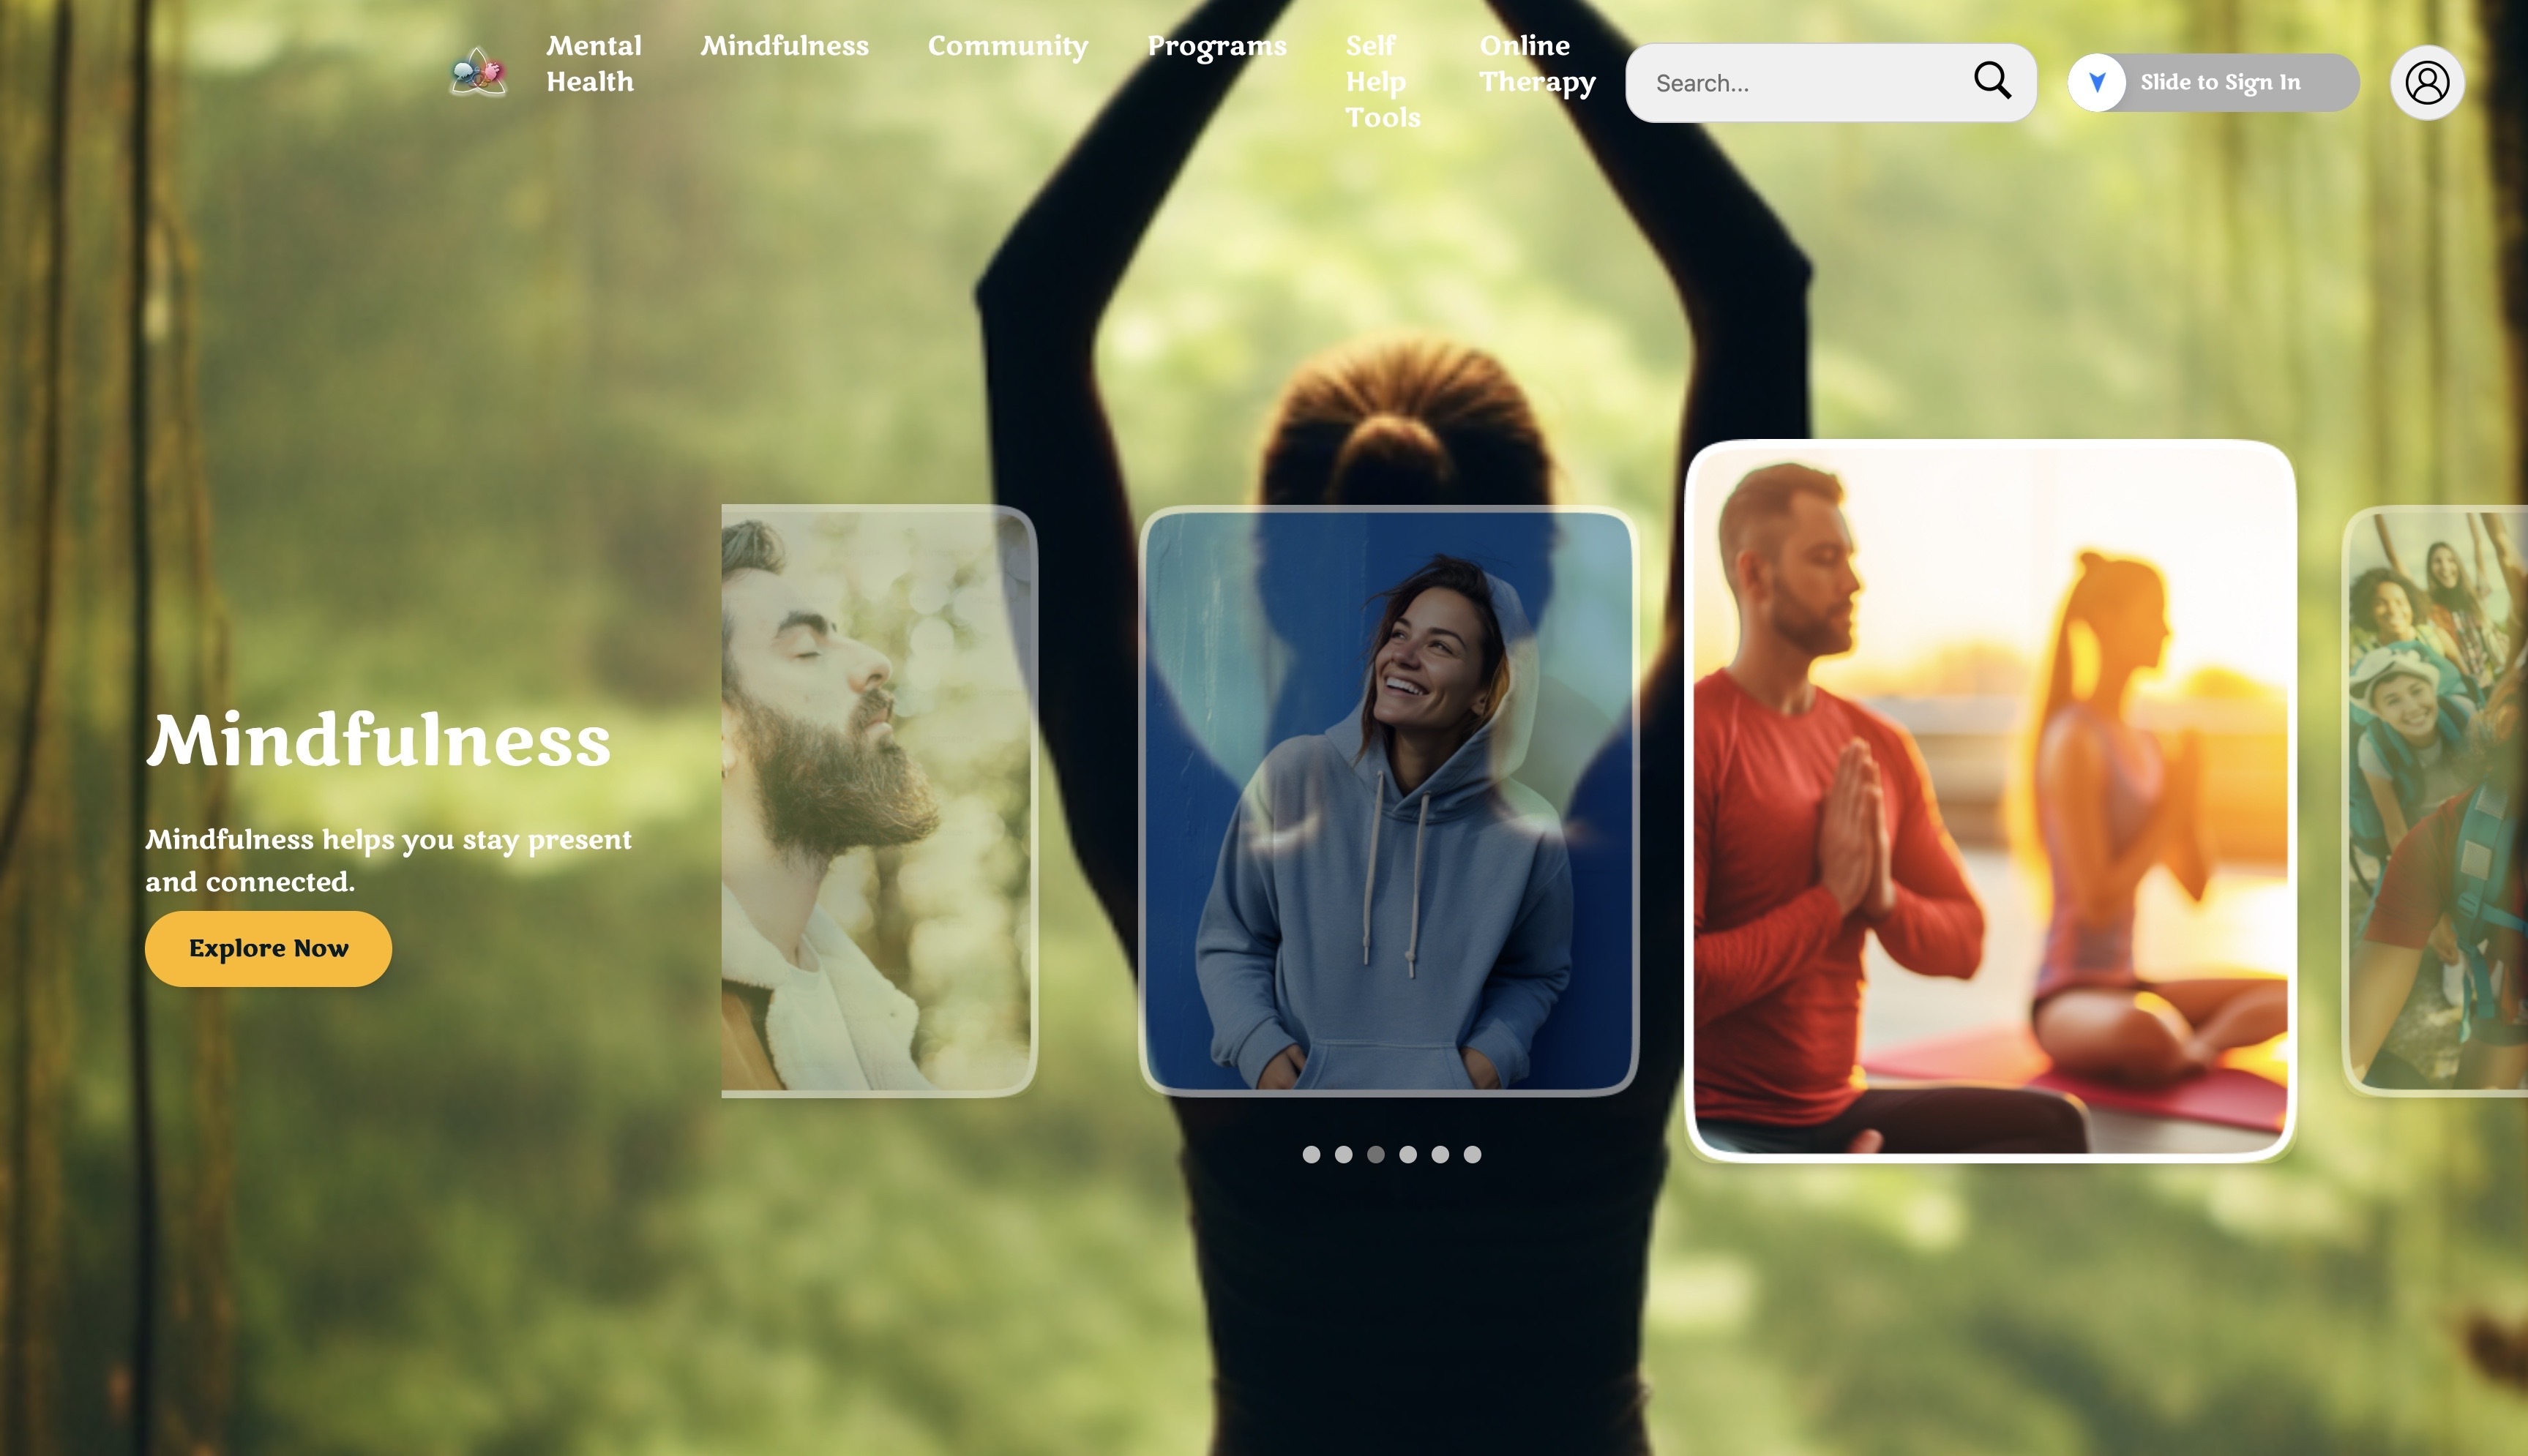 Mental
Health
Mindfulness
Community
Programs
Self
Help
Tools
Online
Therapy
Search...
Slide to Sign In
Mindfulness
Mindfulness helps you stay present
and connected.
Explore Now